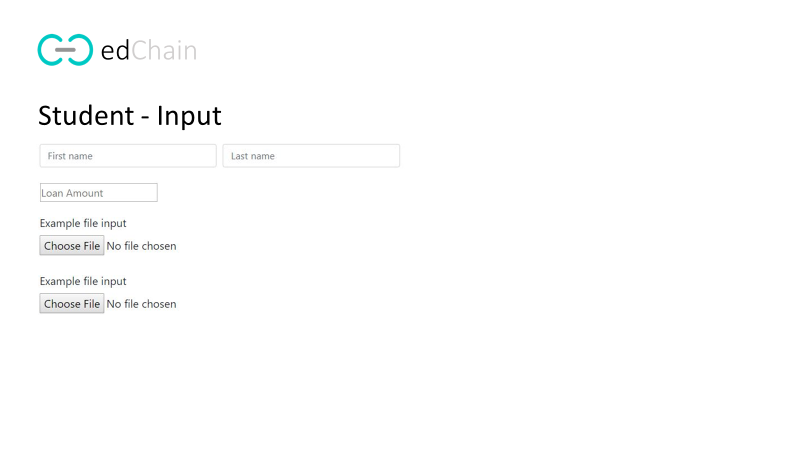 edChain
Student - Input
First name Last name
Loan Amount
Example file input
Choose File No file chosen
Example file input
Choose File No file chosen